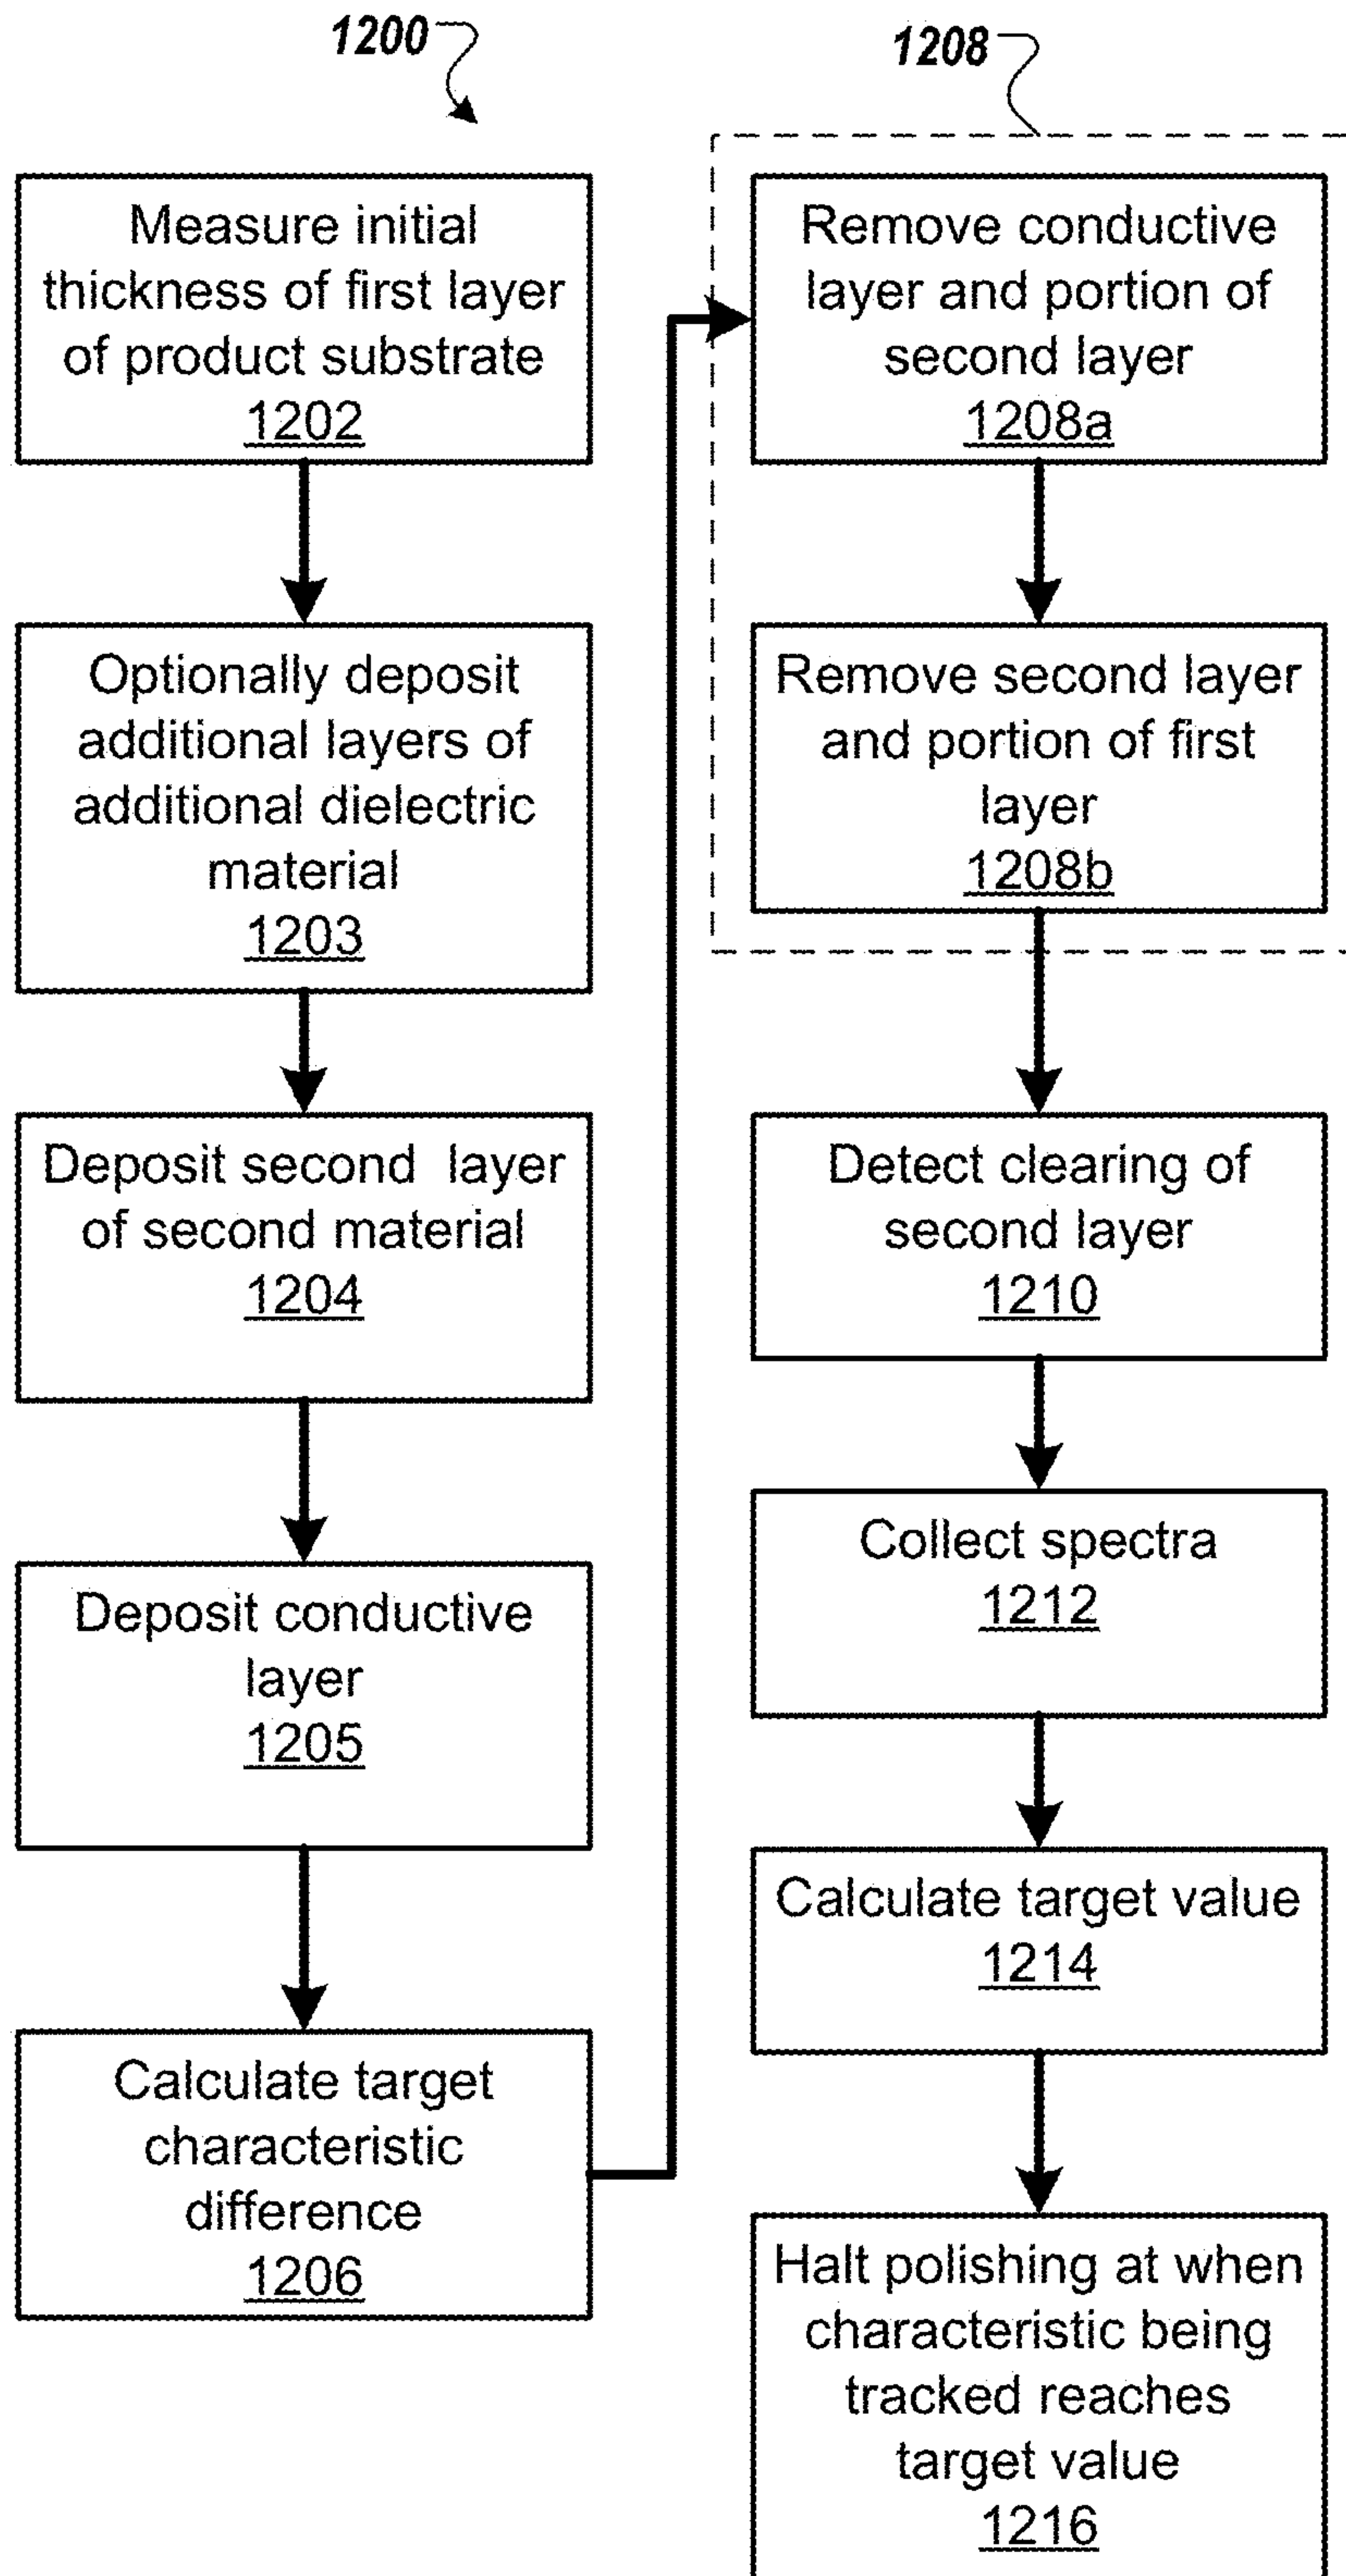 1200
1208
Measure initial
thickness of first layer
of product substrate
1202
Optionally deposit
additional layers of
additional dielectric
material
1203
Deposit second layer
of second material
1204
Deposit conductive
layer
1205
Calculate target
characteristic
difference
1206
Remove conductive
layer and portion of
second layer
1208a
Remove second layer
and portion of first
layer
1208b
Detect clearing of
second layer
1210
Collect spectra
1212
Calculate target value
1214
Halt polishing at when
characteristic being
tracked reaches
target value
1216